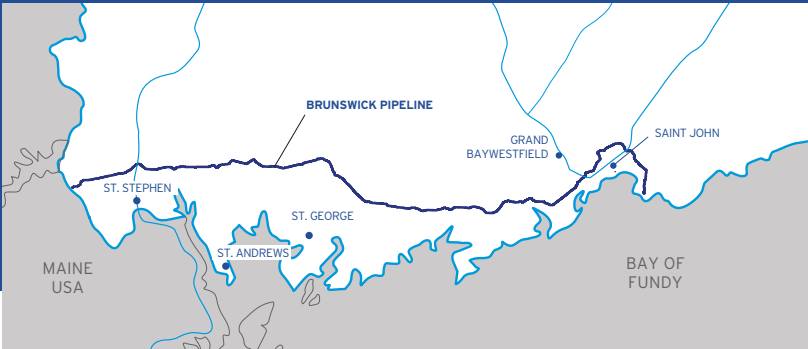 BRUNSWICK PIPELINE
SAINT JOHN
GRAND
BAYWESTFIELD
ST. STEPHEN
ST. GEORGE
ST. ANDREWS
MAINE
USA
BAY OF
FUNDY